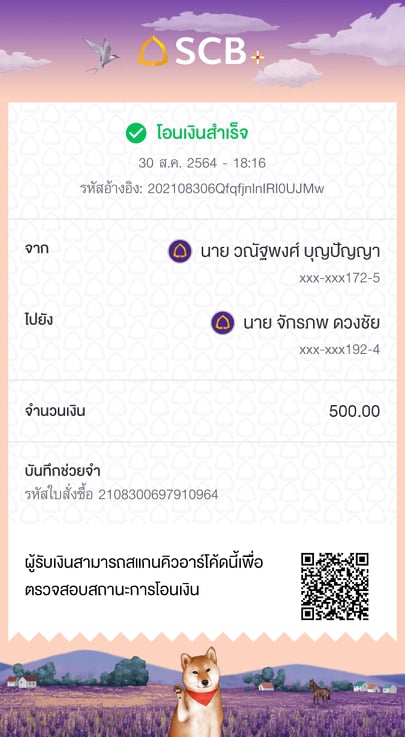 SCB+
โอนเงินสำเร็จ
30 ส.ค. 2564 - 18:16
รหัสอ้างอิง: 202108306QfqfjnlnIRl0UJMw
จาก
นาย วณัฐพงศ์ บุญปัญญา
xxx-xxx172-5
ไปยัง
นาย จักรภพ ดวงชัย
xxx-xxx192-4
จำนวนเงิน 500.00
บันทึกช่วยจำ
รหัสใบสั่งซื้อ 2108300697910964
ผู้รับเงินสามารถสแกนคิวอาร์โค้ดนี้เพื่อ
ตรวจสอบสถานะการโอนเงิน